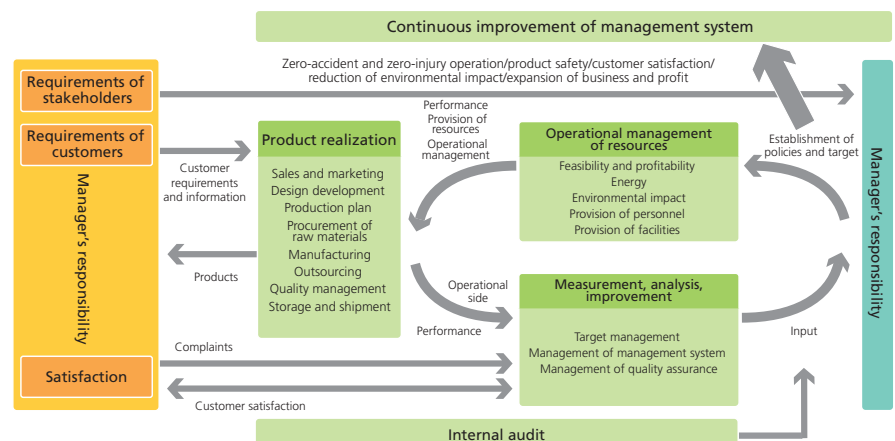 Continuous improvement of management system
Zero-accident and zero-injury operation/product safety/customer satisfaction/
reduction of environmental impact/expansion of business and profit
Requirements of
stakeholders
Requirements of
customers
Manager's responsibility
Satisfaction
Customer
requirements
and information
Products
Complaints
Customer satisfaction
Product realization
Sales and marketing
Design development
Production plan
Procurement of
raw materials
Manufacturing
Outsourcing
Quality management
Storage and shipment
Performance
Provision of
resources
Operational
management
Operational
side
Performance
Operational management
of resources
Feasibility and profitability
Energy
Environmental impact
Provision of personnel
Provision of facilities
Measurement, analysis,
improvement
Target management
Management of management system
Management of quality assurance
Establishment of
policies and target
Input
Manager's responsibility
Internal audit